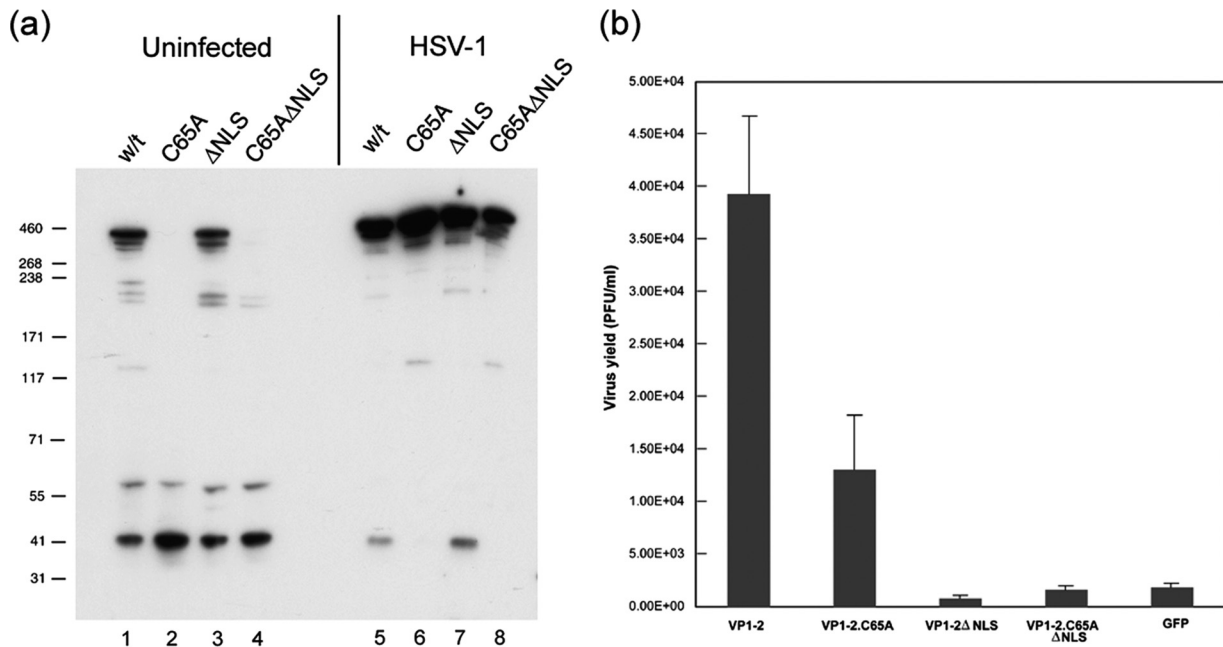 (a)
Uninfected
HSV-1
w/t
C65A
ΔNLS
C65AΔNLS
w/t
C65A
ΔNLS
C65AΔNLS
460
268
238
171
117
71
55
41
31
1 2 3 4 5 6 7 8
(b)
Virus yield (PFU/ml)
5.00E+04
4.50E+04
4.00E+04
3.50E+04
3.00E+04
2.50E+04
2.00E+04
1.50E+04
1.00E+04
5.00E+03
0.00E+00
VP1-2
VP1-2.C65A
VP1-2Δ NLS
VP1-2.C65A
ΔNLS
GFP